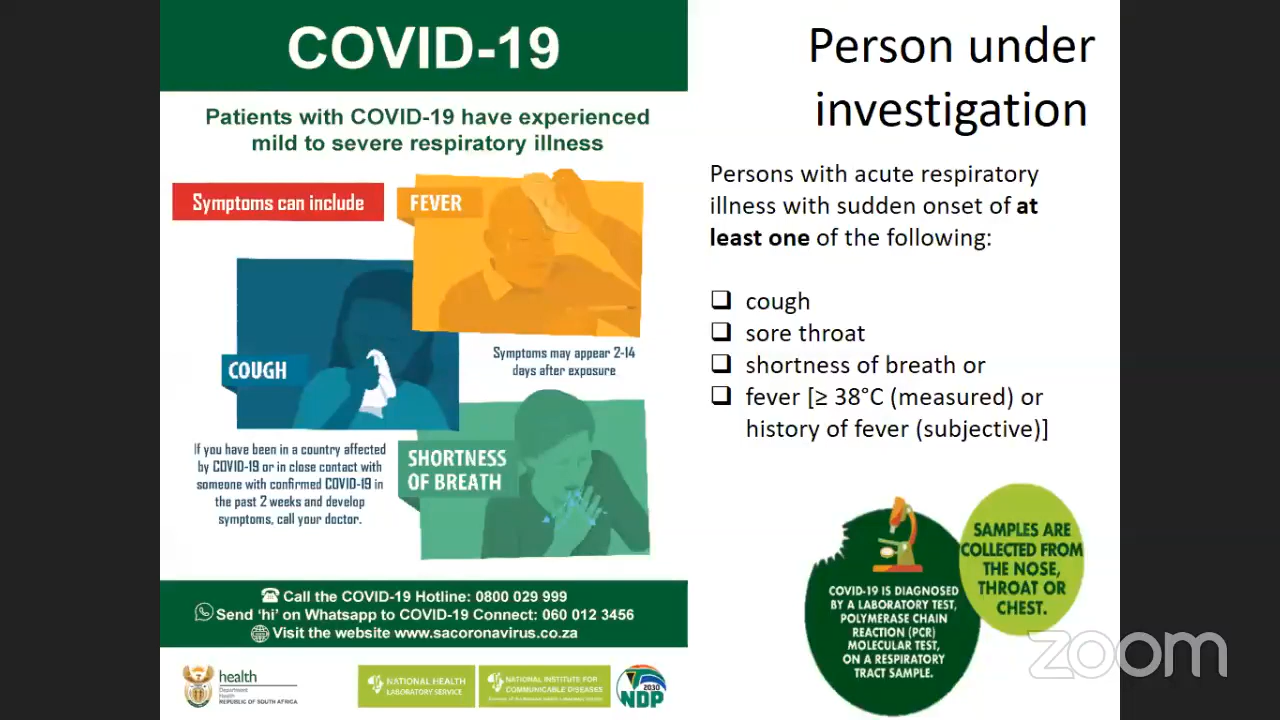 COVID-19
Patients with COVID-19 have experienced
mild to severe respiratory illness
Symptoms can include
FEVER
COUGH
Symptoms may appear 2-14
days after exposure
If you have been in a country affected
by COVID-19 or in close contact with
someone with confirmed COVID-19 in
the past 2 weeks and develop
symptoms, call your doctor.
SHORTNESS
OF BREATH
Call the COVID-19 Hotline: 0800 029 999
Send ‘hi’ on Whatsapp to COVID-19 Connect: 060 012 3456
Visit the website www.sacoronavirus.co.za
health
Department:
Health
REPUBLIC OF SOUTH AFRICA
NATIONAL HEALTH
LABORATORY SERVICE
NATIONAL INSTITUTE FOR
COMMUNICABLE DISEASES
2030
NDP
Person under
investigation
Persons with acute respiratory
illness with sudden onset of at
least one of the following:
❑ cough
❑ sore throat
❑ shortness of breath or
❑ fever [≥ 38°C (measured) or
history of fever (subjective)]
COVID-19 IS DIAGNOSED
BY A LABORATORY TEST,
POLYMERASE CHAIN
REACTION (PCR)
MOLECULAR TEST,
ON A RESPIRATORY
TRACT SAMPLE.
SAMPLES ARE
COLLECTED FROM
THE NOSE,
THROAT OR
CHEST.
zoom